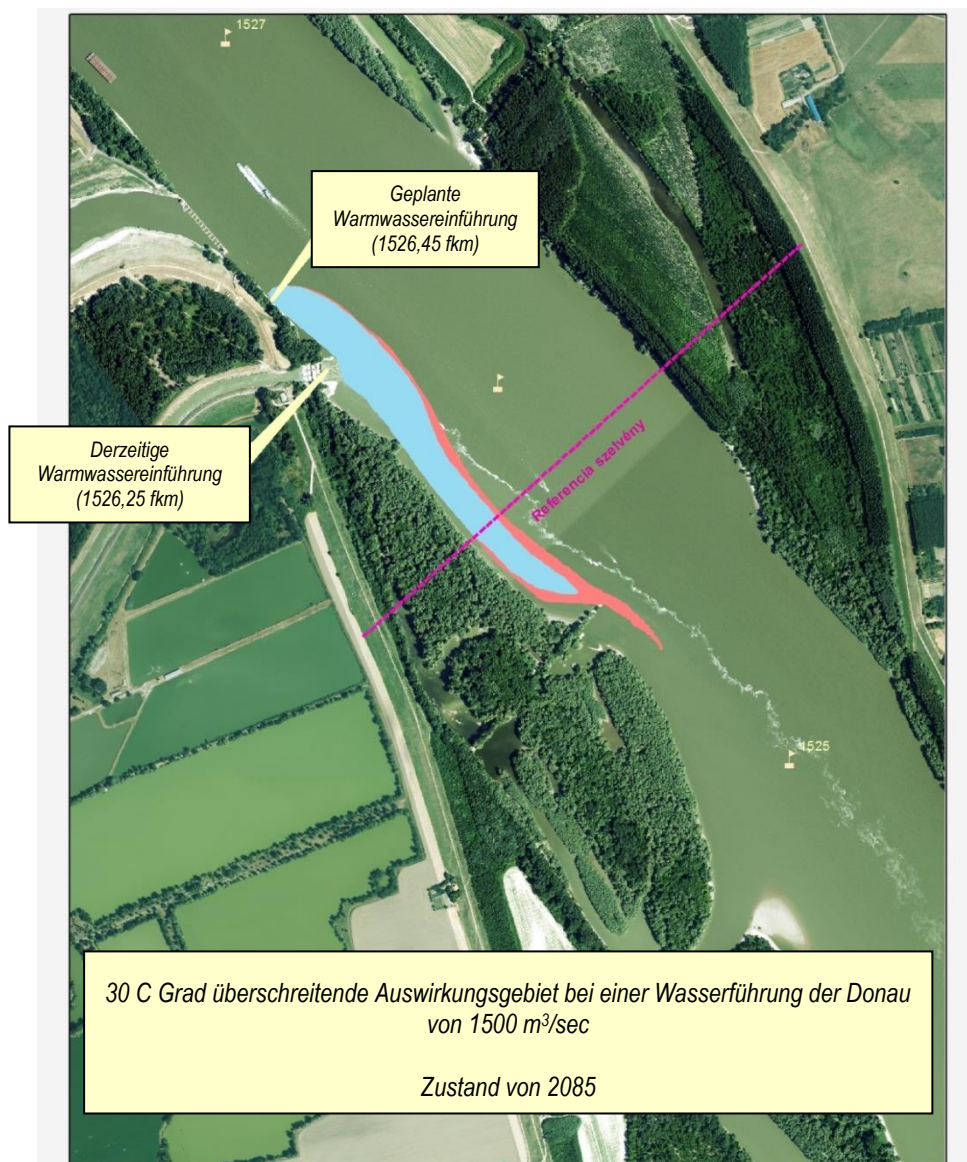 1527
Geplante
Warmwassereinführung
(1526,45 fkm)
Derzeitige
Warmwassereinführung
(1526,25 fkm)
Referencia szelvény
1525
30 C Grad überschreitende Auswirkungsgebiet bei einer Wasserführung der Donau
von 1500 m³/sec
Zustand von 2085